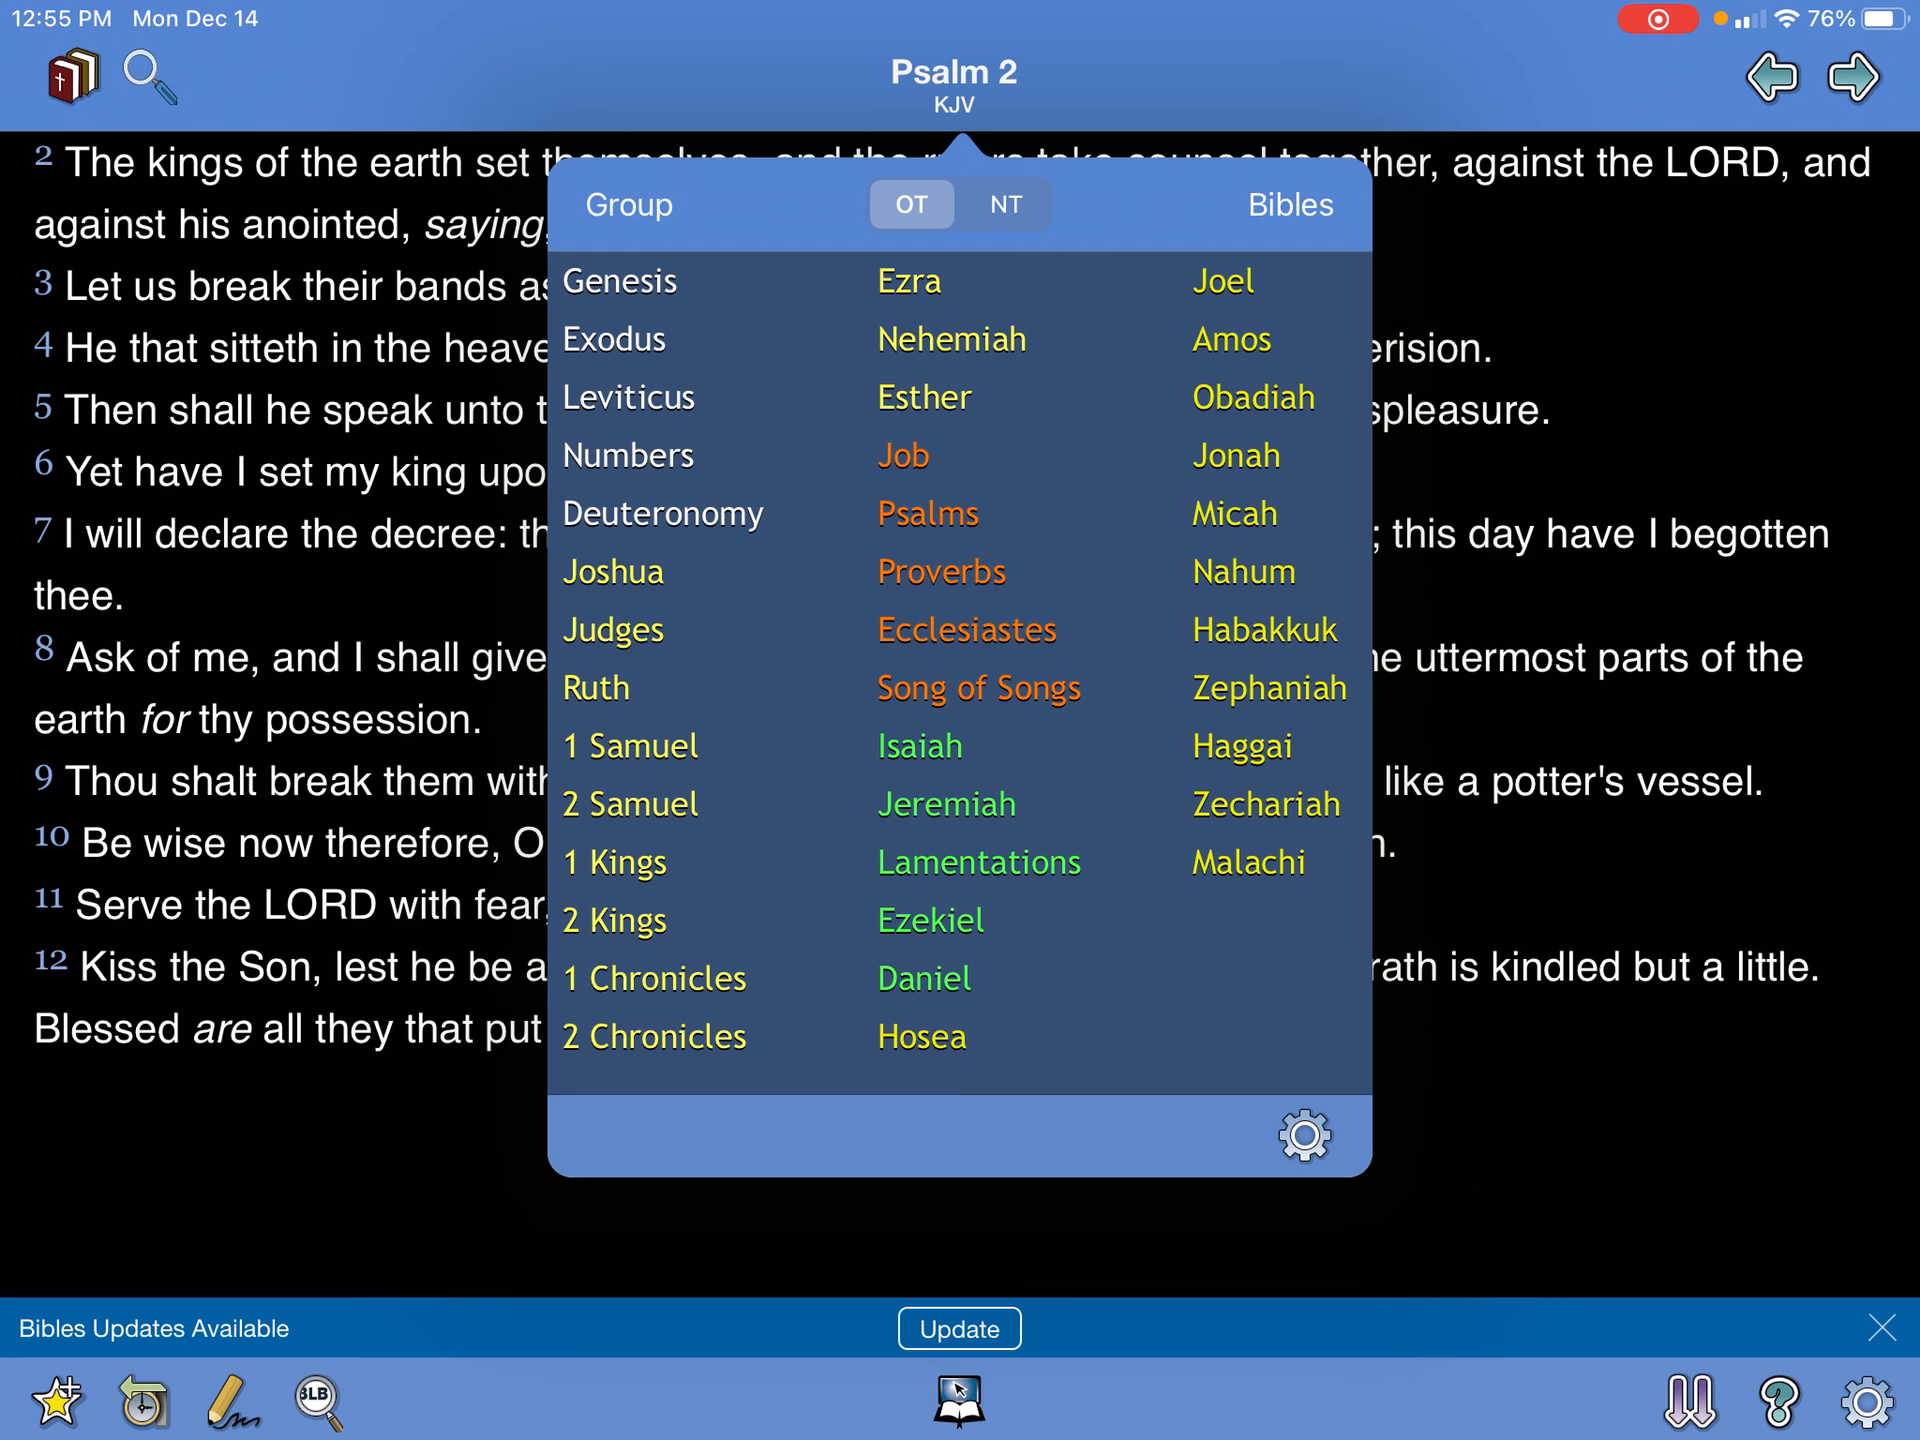 12:55 PM Mon Dec 14
76%
Psalm 2
KJV
2 The kings of the earth set themselves, and the rulers take counsel together, against the LORD, and
against his anointed, saying,
3 Let us break their bands as
4 He that sitteth in the heave erision.
5 Then shall he speak unto t spleasure.
6 Yet have I set my king upo
7 I will declare the decree: th ; this day have I begotten
thee.
8 Ask of me, and I shall give he uttermost parts of the
earth for thy possession.
9 Thou shalt break them with like a potter's vessel.
10 Be wise now therefore, O n.
11 Serve the LORD with fear,
12 Kiss the Son, lest he be a rath is kindled but a little.
Blessed are all they that put
Group OT NT Bibles
Genesis Ezra Joel
Exodus Nehemiah Amos
Leviticus Esther Obadiah
Numbers Job Jonah
Deuteronomy Psalms Micah
Joshua Proverbs Nahum
Judges Ecclesiastes Habakkuk
Ruth Song of Songs Zephaniah
1 Samuel Isaiah Haggai
2 Samuel Jeremiah Zechariah
1 Kings Lamentations Malachi
2 Kings Ezekiel
1 Chronicles Daniel
2 Chronicles Hosea
Bibles Updates Available Update
BLB